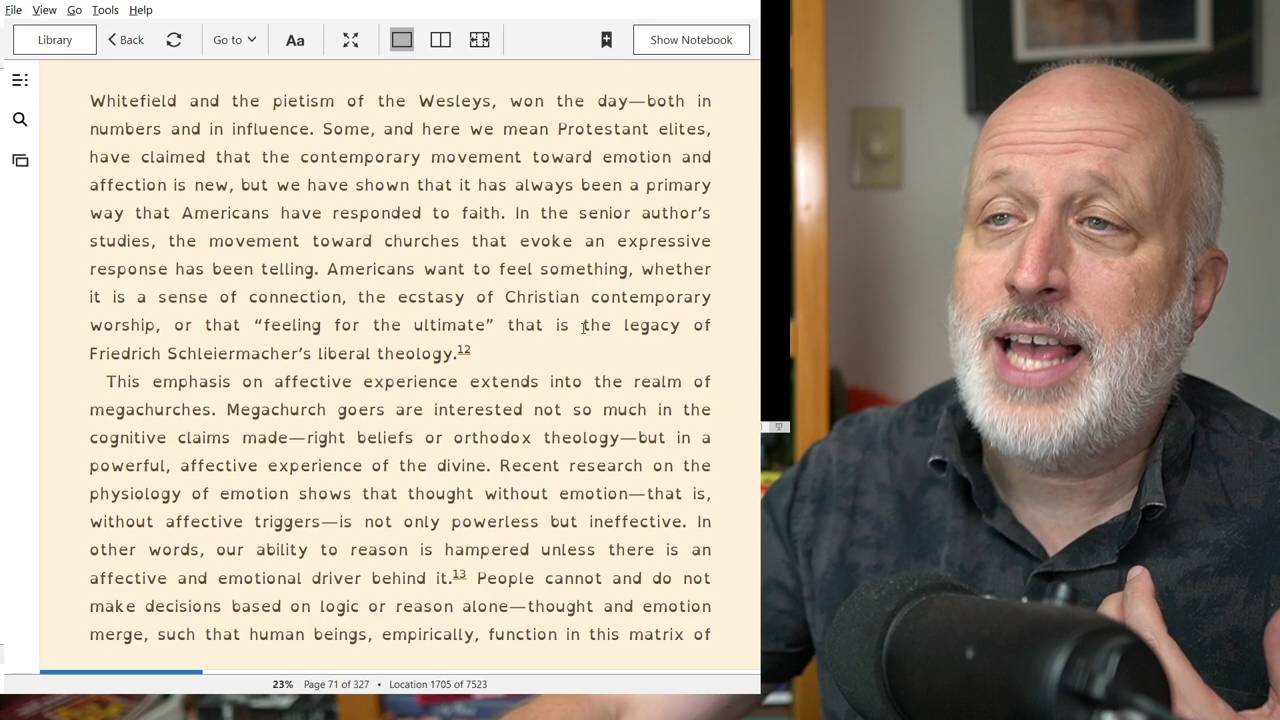 File View Go Tools Help
Library Back Go to Aa Show Notebook
Whitefield and the pietism of the Wesleys, won the day—both in
numbers and in influence. Some, and here we mean Protestant elites,
have claimed that the contemporary movement toward emotion and
affection is new, but we have shown that it has always been a primary
way that Americans have responded to faith. In the senior author’s
studies, the movement toward churches that evoke an expressive
response has been telling. Americans want to feel something, whether
it is a sense of connection, the ecstasy of Christian contemporary
worship, or that “feeling for the ultimate” that is the legacy of
Friedrich Schleiermacher’s liberal theology.12
This emphasis on affective experience extends into the realm of
megachurches. Megachurch goers are interested not so much in the
cognitive claims made—right beliefs or orthodox theology—but in a
powerful, affective experience of the divine. Recent research on the
physiology of emotion shows that thought without emotion—that is,
without affective triggers—is not only powerless but ineffective. In
other words, our ability to reason is hampered unless there is an
affective and emotional driver behind it.13 People cannot and do not
make decisions based on logic or reason alone—thought and emotion
merge, such that human beings, empirically, function in this matrix of
23% Page 71 of 327 • Location 1705 of 7523